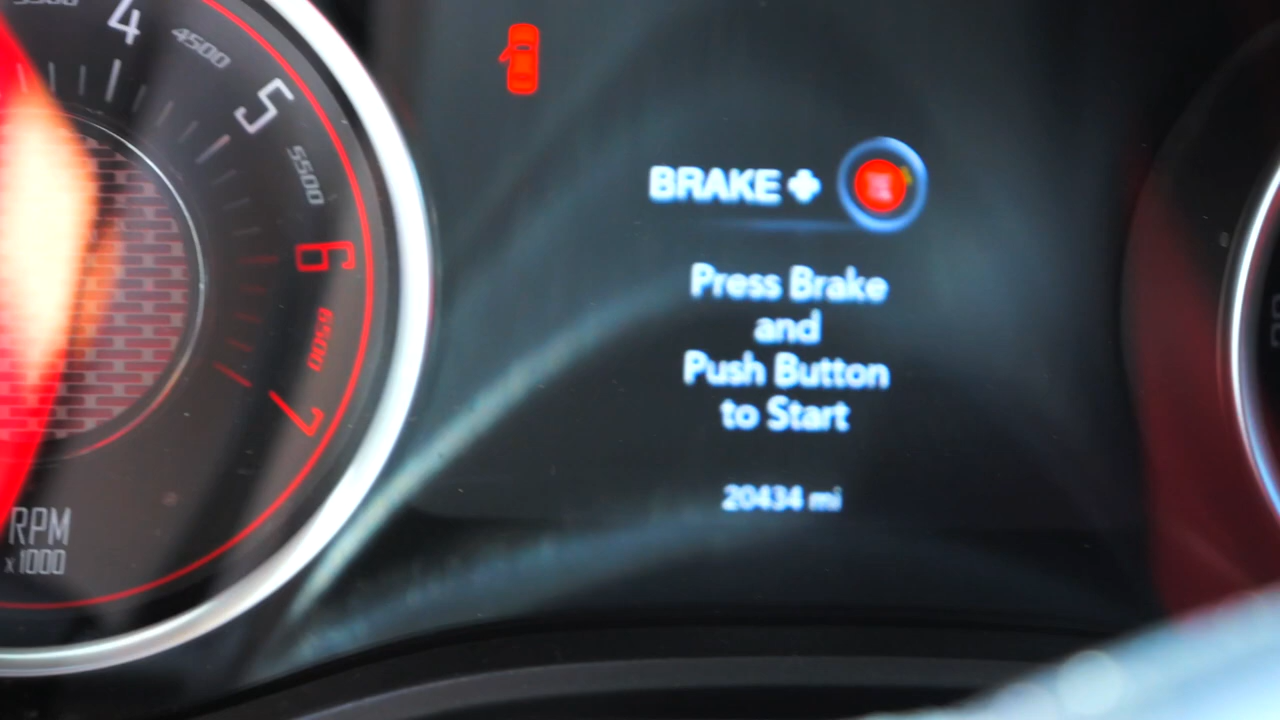 3500
4
4500
5
5500
6
6500
7
RPM
x1000
BRAKE +
Press Brake
and
Push Button
to Start
20434 mi